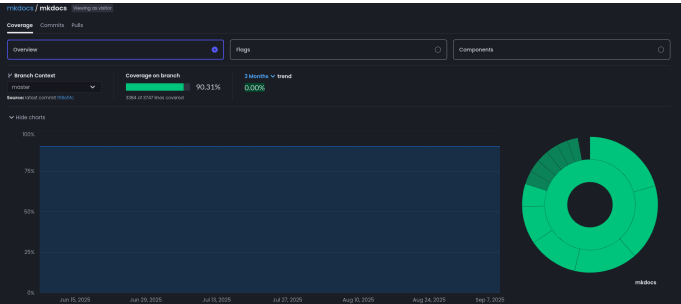 mkdocs / mkdocs Viewing as visitor
Coverage Commits Pulls
Overview Flags Components
Branch Context Coverage on branch 3 Months trend
master 90.31% 0.00%
Source: latest commit
3384 of 3747 lines covered
Hide charts
100%
75%
50%
25%
0%
Jun 15, 2025 Jun 29, 2025 Jul 13, 2025 Jul 27, 2025 Aug 10, 2025 Aug 24, 2025 Sep 7, 2025
mkdocs